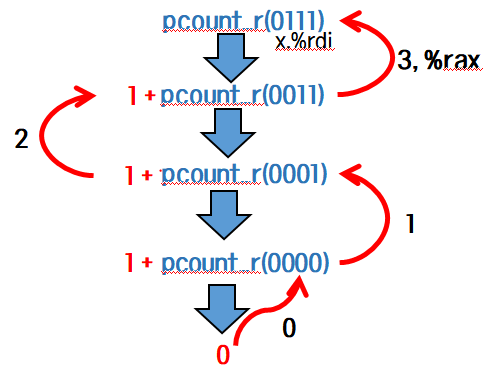 pcount_r(0111)
x.%rdi
3, %rax
1 + pcount_r(0011)
2
1 + pcount_r(0001)
1
1 + pcount_r(0000)
0
0